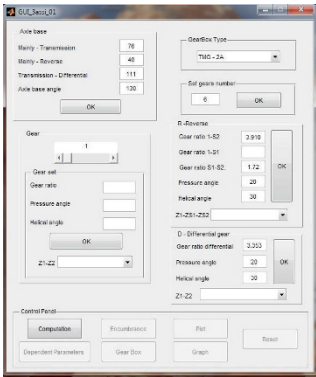 GUI_Bassi_01
Axle base
Mainly - Transmission 76
Mainly - Reverse 40
Transmission - Differential 111
Axle base angle 130
OK
GearBox Type
TMG - 2A
Set gears number
6 OK
Gear
1
Gear set
Gear ratio
Pressure angle
Helical angle
OK
Z1-Z2
R -Reverse
Gear ratio 1-S2 3.910
Gear ratio 1-S1
Gear ratio S1-S2. 1.72
Pressure angle 20
Helical angle 30
OK
Z1-ZS1-ZS2
D - Differential gear
Gear ratio differential 3.353
Pressure angle 20
Helical angle 30
OK
Z1-Z2
Control Panel
Computation Encumbrance Plot
Reset
Dependent Parameters Gear Box Graph